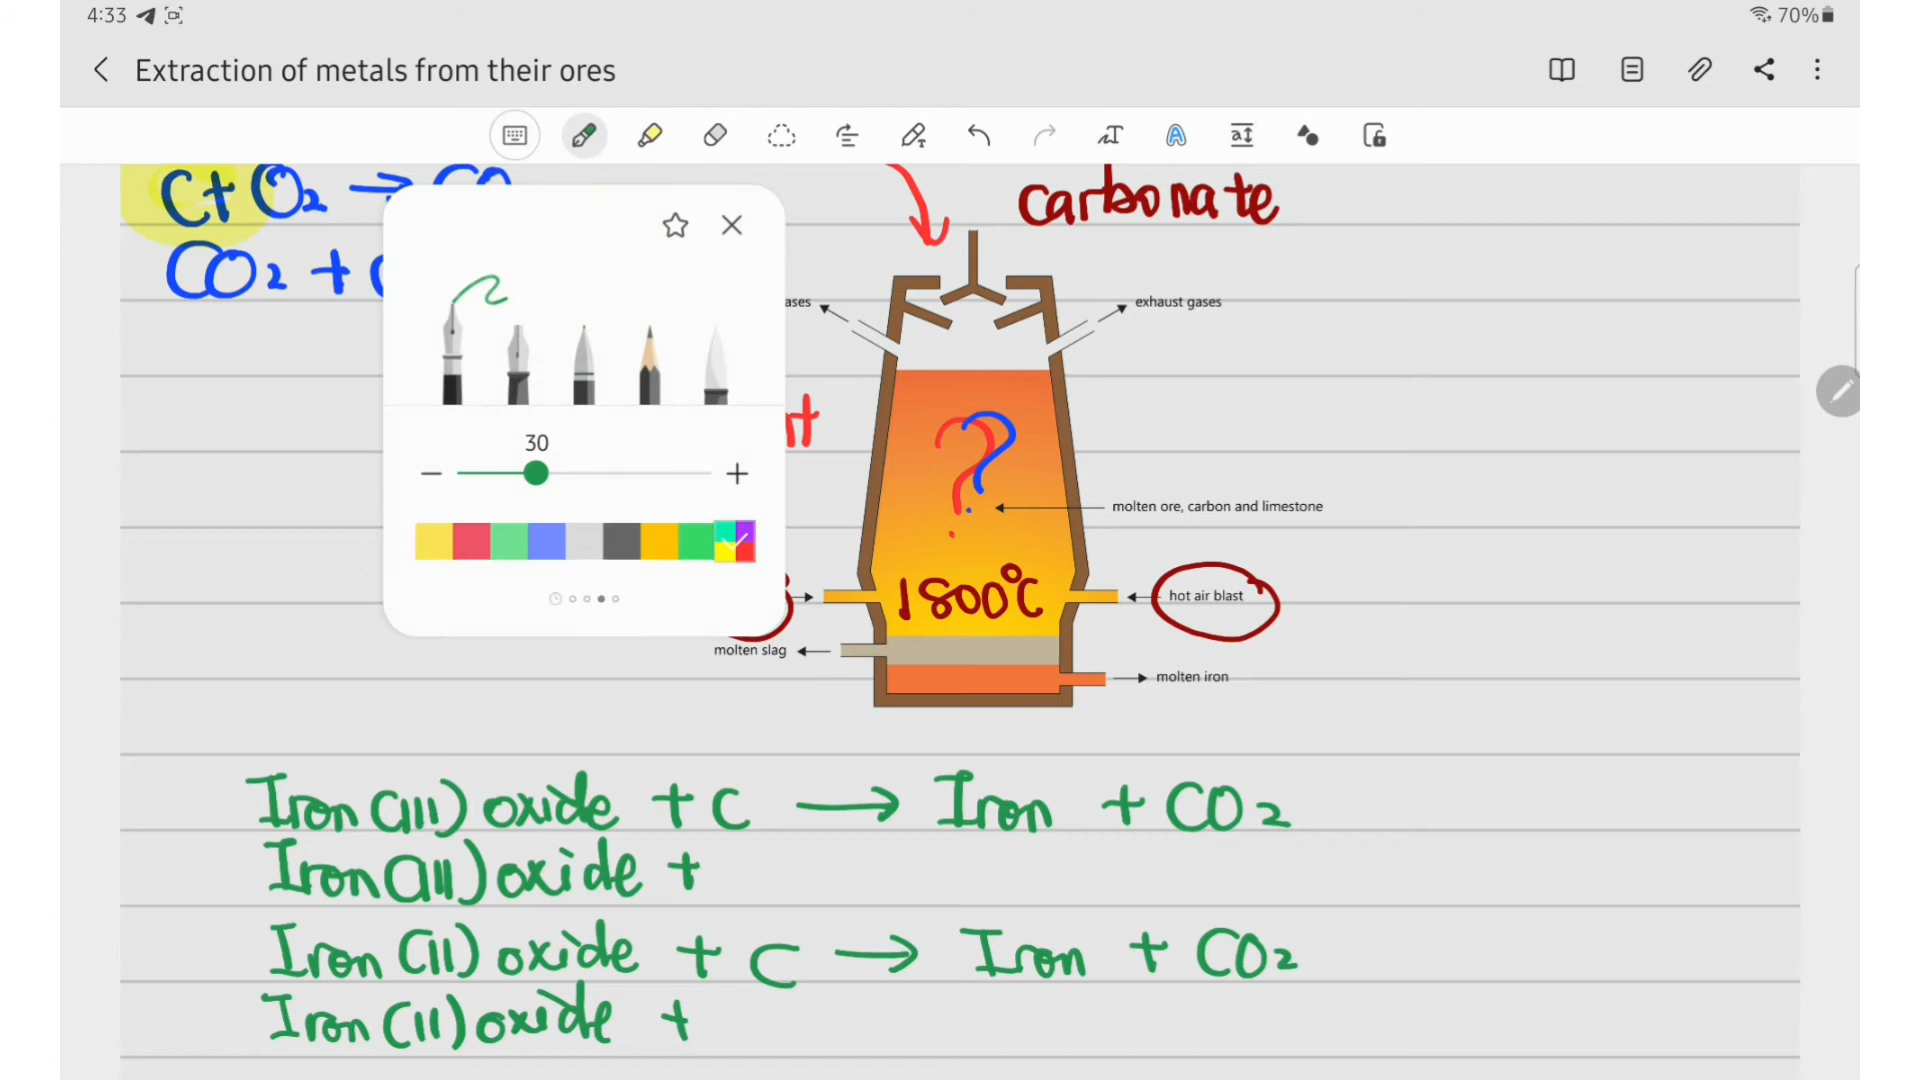 4:33
70%
Extraction of metals from their ores
C + O₂ → CO
carbonate
CO₂ + C
ases
exhaust gases
30
nt
molten ore, carbon and limestone
1800°C
hot air blast
molten slag
molten iron
Iron (III) oxide + C → Iron + CO₂
Iron (III) oxide +
Iron (II) oxide + C → Iron + CO₂
Iron (II) oxide +